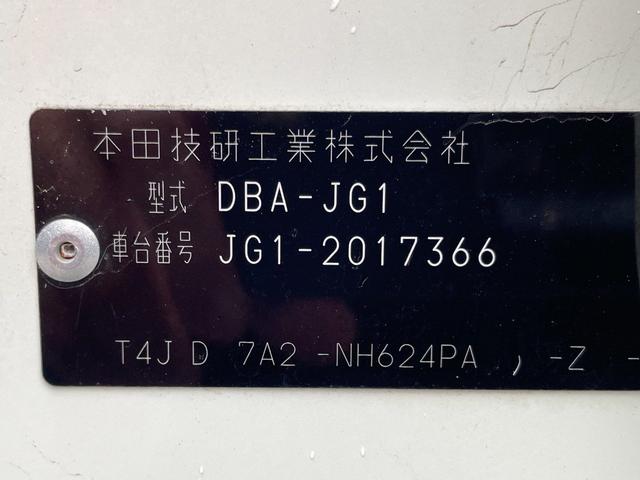 本田技研工業株式会社
型式 DBA-JG1
車台番号 JG1-2017366
T4J D 7A2 -NH624PA , -Z -